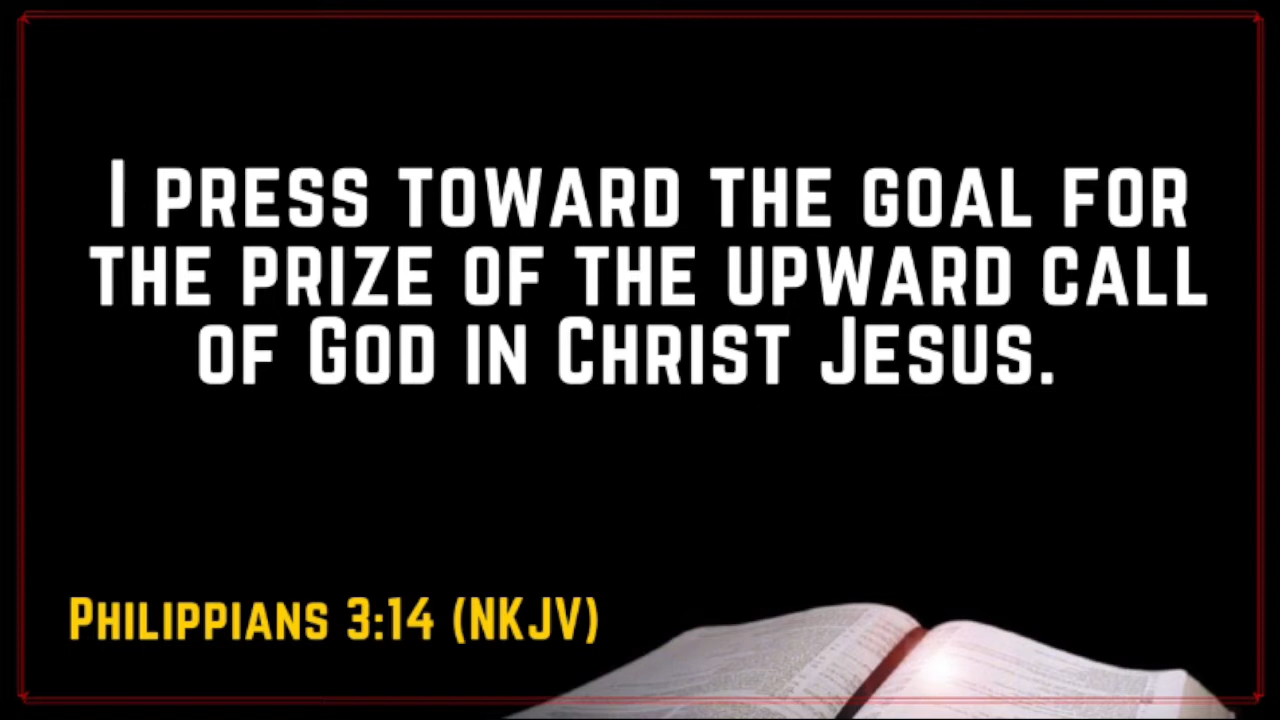 I PRESS TOWARD THE GOAL FOR
THE PRIZE OF THE UPWARD CALL
OF GOD IN CHRIST JESUS.
PHILIPPIANS 3:14 (NKJV)